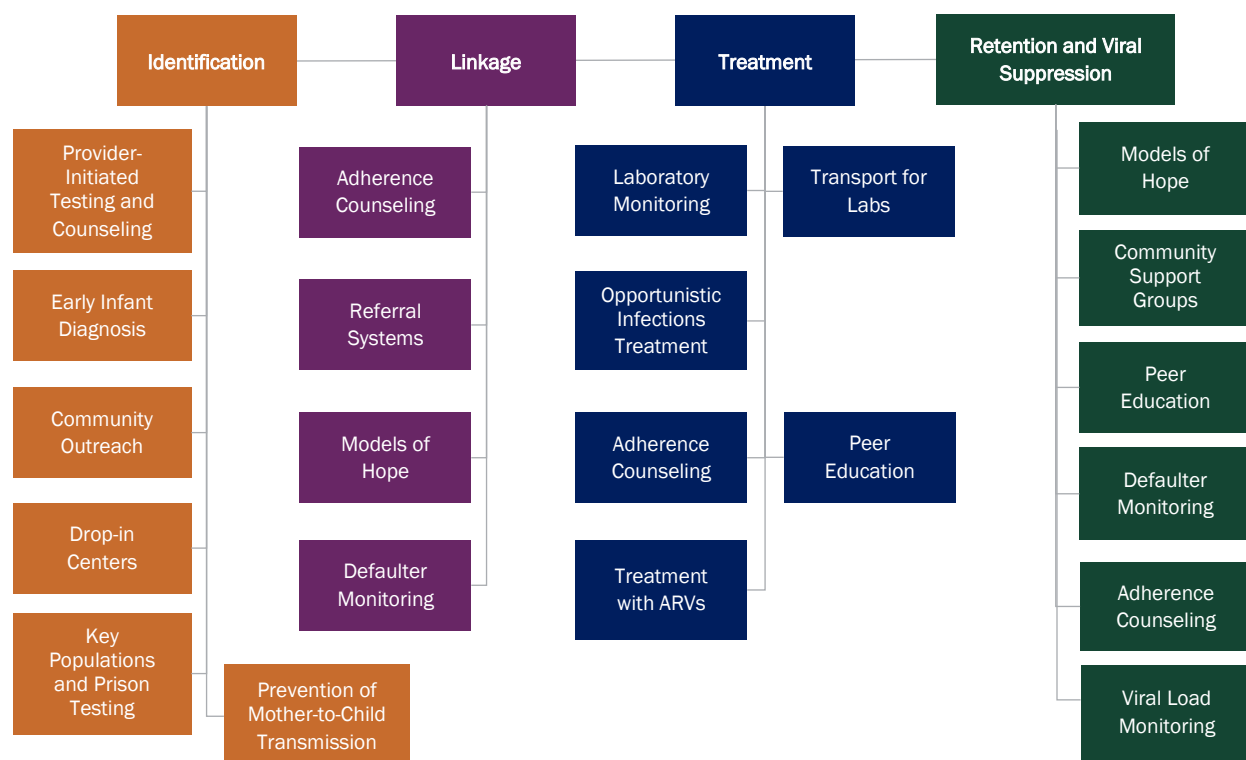 Identification
Provider-
Initiated
Testing and
Counseling
Early Infant
Diagnosis
Community
Outreach
Drop-in
Centers
Key
Populations
and Prison
Testing
Prevention of
Mother-to-Child
Transmission
Linkage
Adherence
Counseling
Referral
Systems
Models of
Hope
Defaulter
Monitoring
Treatment
Laboratory
Monitoring
Transport for
Labs
Opportunistic
Infections
Treatment
Adherence
Counseling
Peer
Education
Treatment
with ARVs
Retention and Viral
Suppression
Models of
Hope
Community
Support
Groups
Peer
Education
Defaulter
Monitoring
Adherence
Counseling
Viral Load
Monitoring